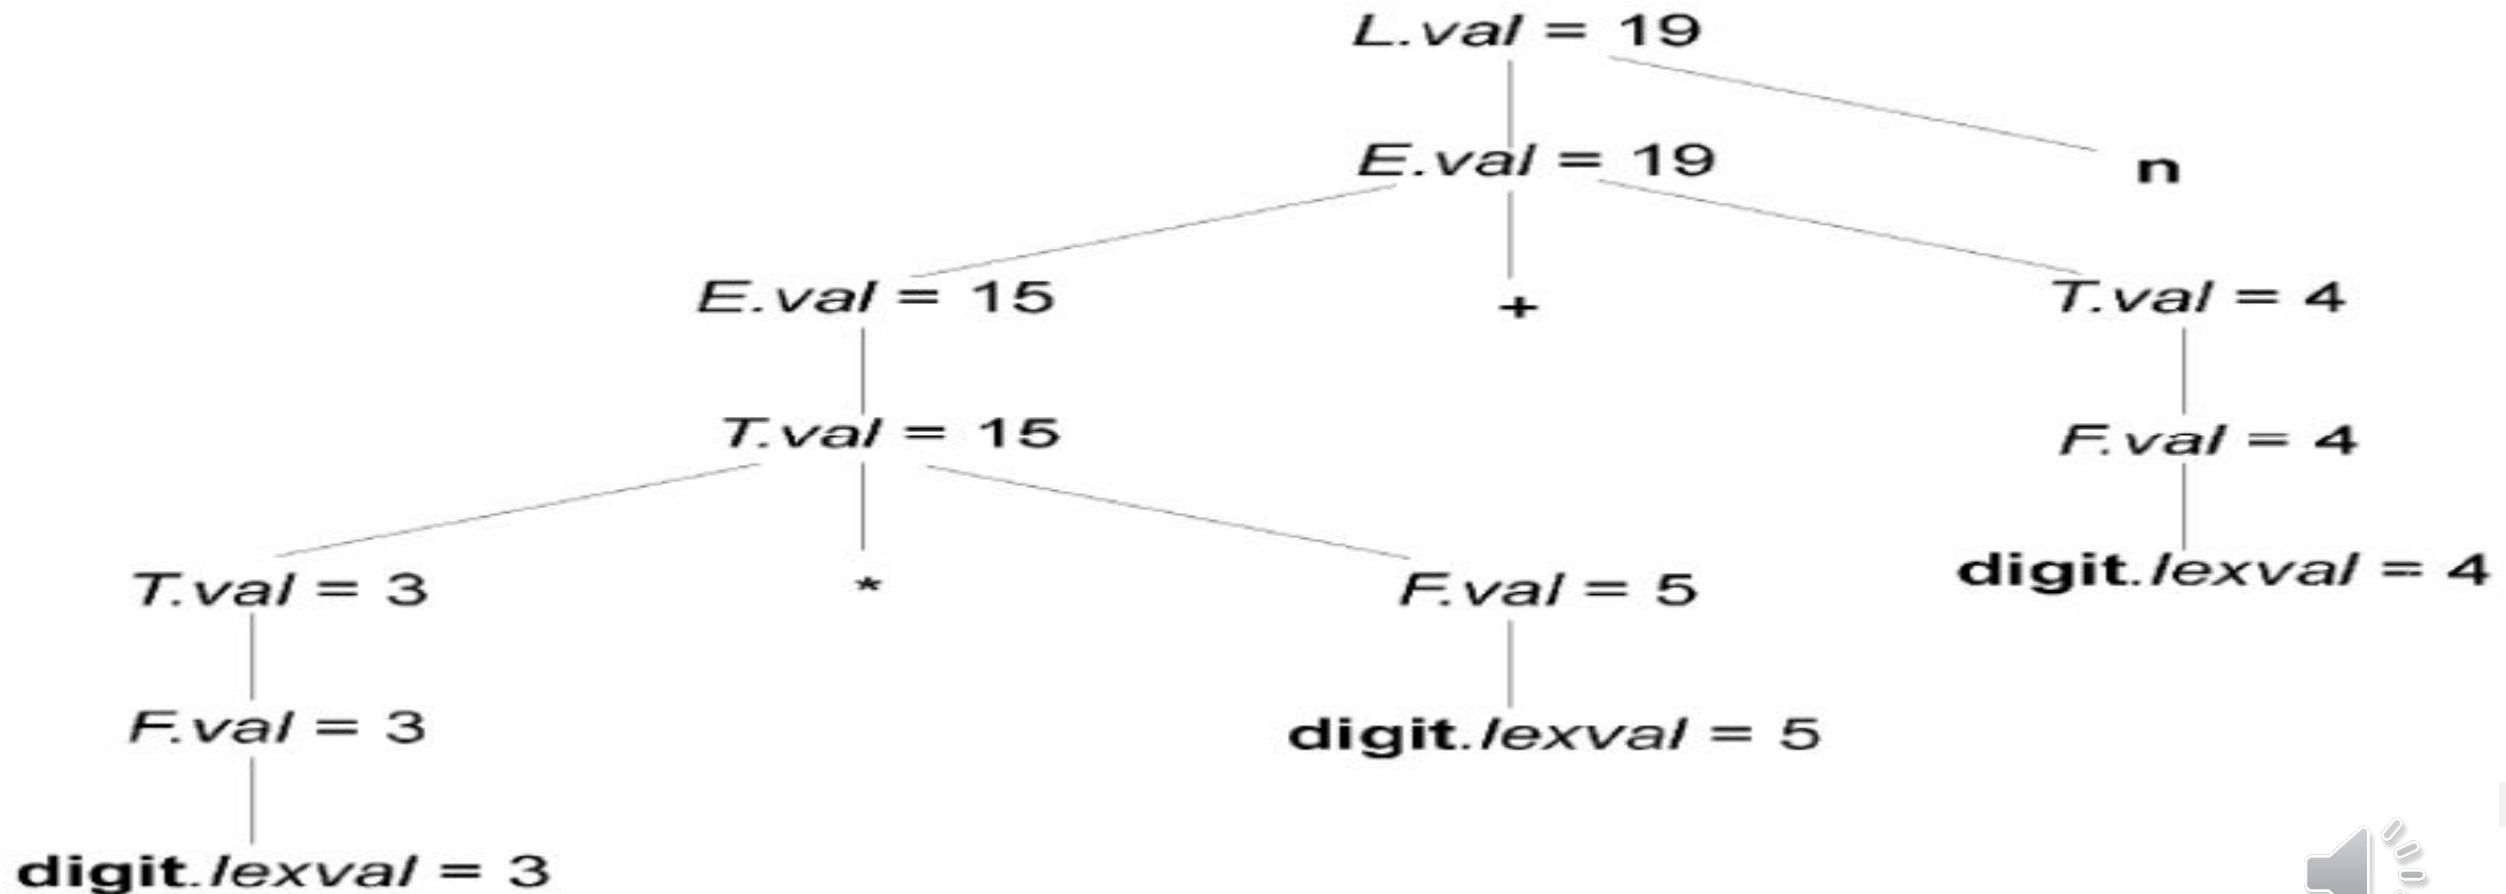 L.val = 19
E.val = 19
n
E.val = 15
+
T.val = 4
T.val = 15
F.val = 4
T.val = 3
*
F.val = 5
digit.lexval = 4
F.val = 3
digit.lexval = 5
digit.lexval = 3